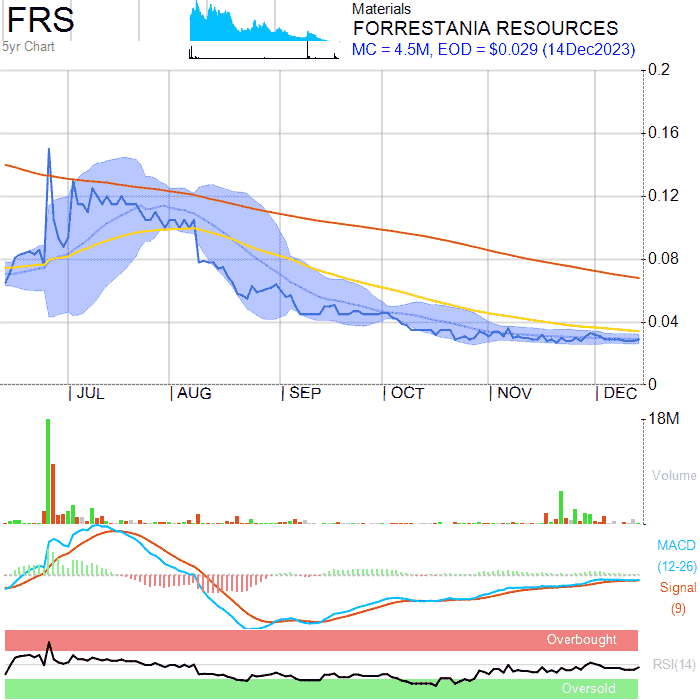 FRS
5yr Chart
Materials
FORRESTANIA RESOURCES
MC = 4.5M, EOD = $0.029 (14Dec2023)
0.2
0.16
0.12
0.08
0.04
0
JUL AUG SEP OCT NOV DEC
18M
Volume
MACD
(12-26)
Signal
(9)
Overbought
RSI(14)
Oversold